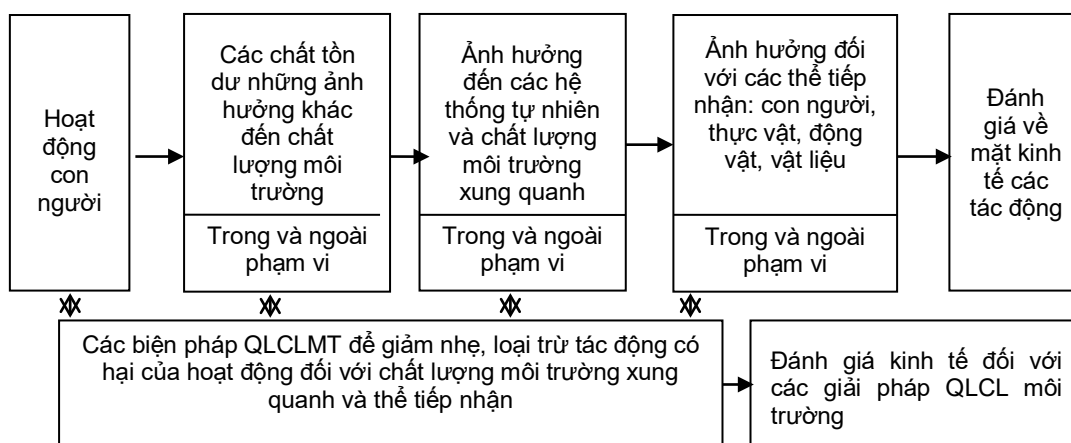 Hoạt
động
con
người
Các chất tồn
dư những ảnh
hưởng khác
đến chất
lượng môi
trường
Trong và ngoài
phạm vi
Ảnh hưởng
đến các hệ
thống tự nhiên
và chất lượng
môi trường
xung quanh
Trong và ngoài
phạm vi
Ảnh hưởng đối
với các thể tiếp
nhận: con người,
thực vật, động
vật, vật liệu
Trong và ngoài
phạm vi
Đánh
giá về
mặt kinh
tế các
tác động
Các biện pháp QLCLMT để giảm nhẹ, loại trừ tác động có
hại của hoạt động đối với chất lượng môi trường xung
quanh và thể tiếp nhận
Đánh giá kinh tế đối với
các giải pháp QLCL môi
trường